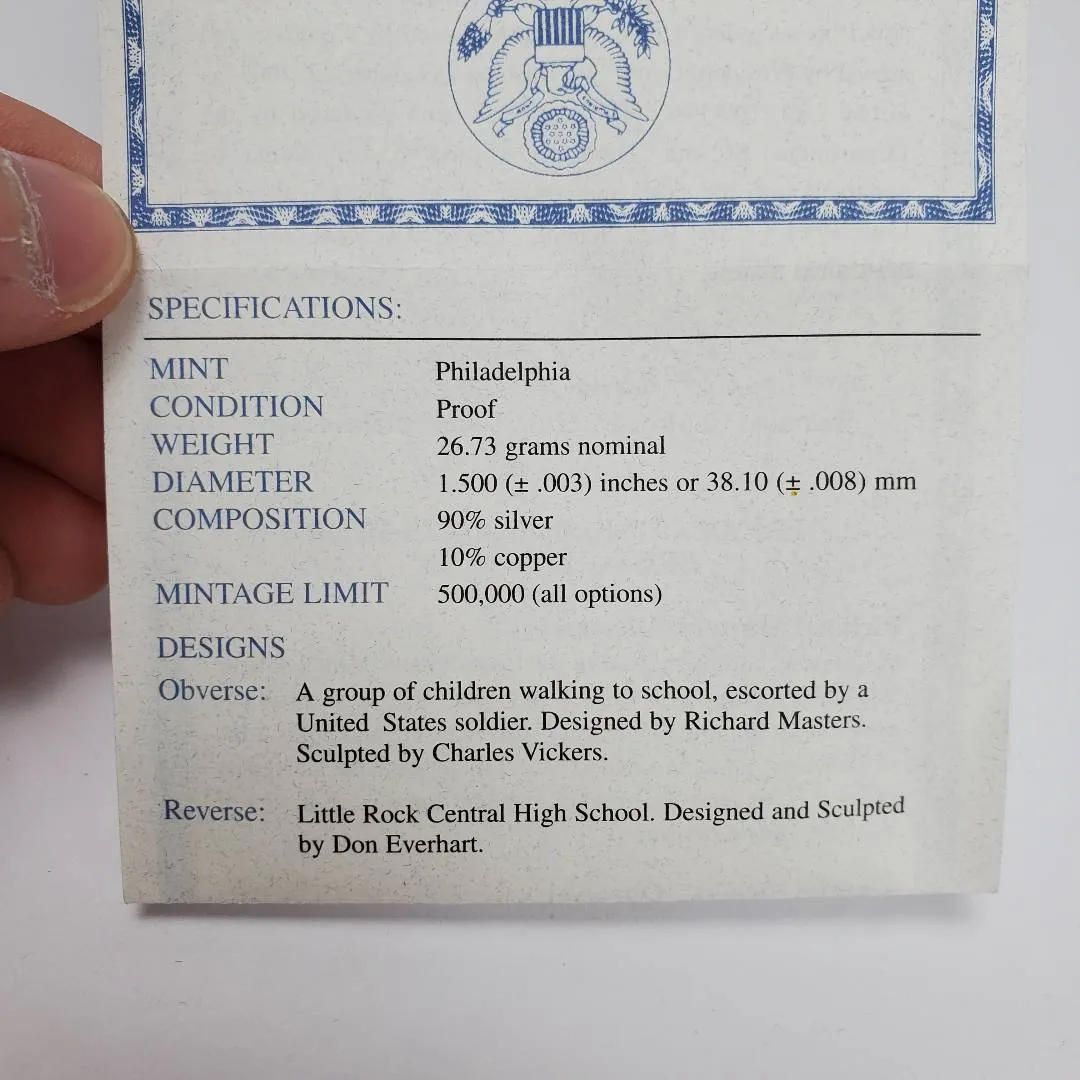 SPECIFICATIONS:
MINT Philadelphia
CONDITION Proof
WEIGHT 26.73 grams nominal
DIAMETER 1.500 (± .003) inches or 38.10 (± .008) mm
COMPOSITION 90% silver
10% copper
MINTAGE LIMIT 500,000 (all options)
DESIGNS
Obverse: A group of children walking to school, escorted by a
United States soldier. Designed by Richard Masters.
Sculpted by Charles Vickers.
Reverse: Little Rock Central High School. Designed and Sculpted
by Don Everhart.